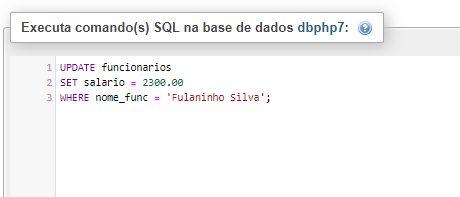 Executa comando(s) SQL na base de dados dbphp7:
1 UPDATE funcionarios
2 SET salario = 2300.00
3 WHERE nome_func = 'Fulaninho Silva';